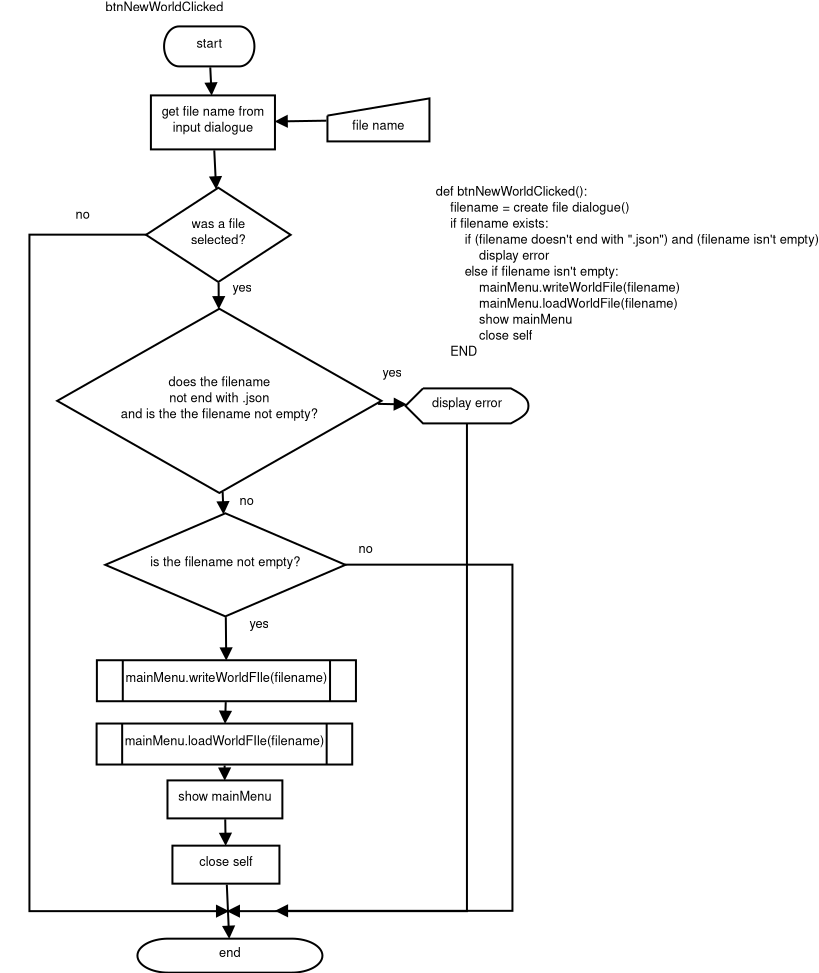 btnNewWorldClicked
start
get file name from
input dialogue
file name
was a file
selected?
no
yes
def btnNewWorldClicked():
filename = create file dialogue()
if filename exists:
if (filename doesn't end with ".json") and (filename isn't empty)
display error
else if filename isn't empty:
mainMenu.writeWorldFile(filename)
mainMenu.loadWorldFile(filename)
show mainMenu
close self
END
does the filename
not end with .json
and is the the filename not empty?
yes
display error
no
is the filename not empty?
no
yes
mainMenu.writeWorldFIle(filename)
mainMenu.loadWorldFIle(filename)
show mainMenu
close self
end